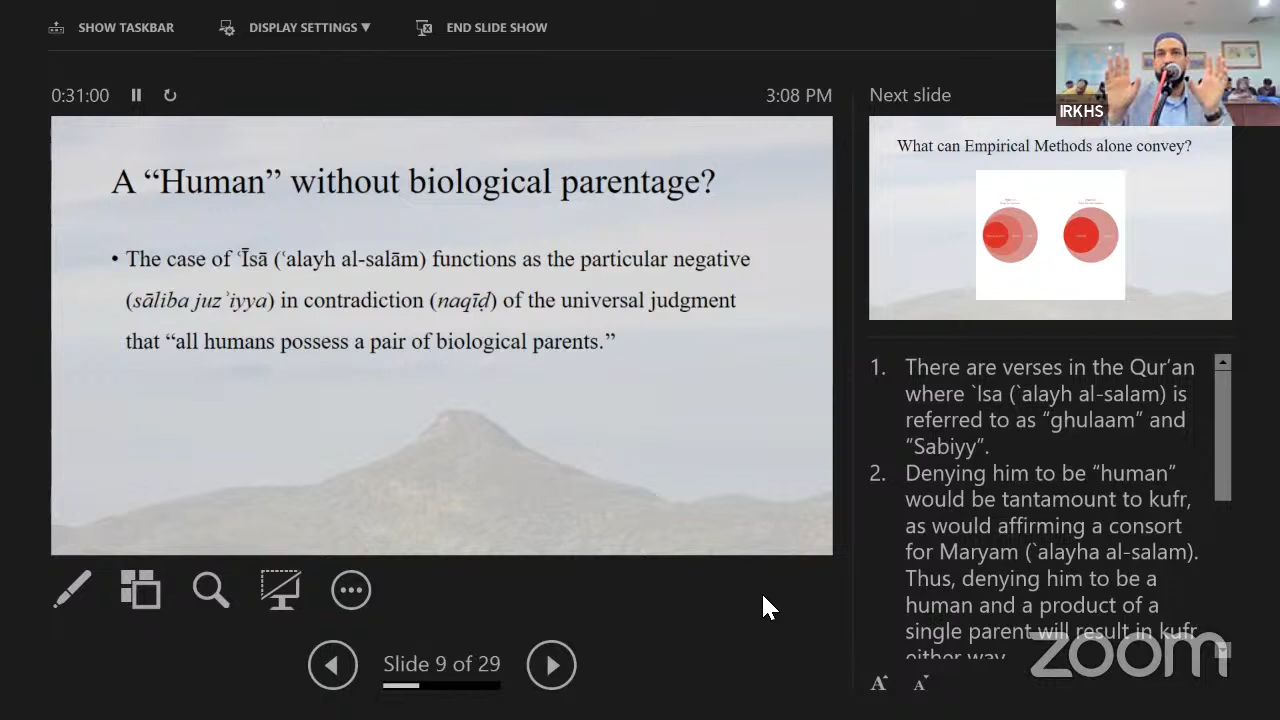 SHOW TASKBAR
DISPLAY SETTINGS ▼
END SLIDE SHOW
0:31:00
3:08 PM
Next slide
IRKHS
A “Human” without biological parentage?
• The case of ʿĪsā (ʿalayh al-salām) functions as the particular negative
(sāliba juzʾiyya) in contradiction (naqīḍ) of the universal judgment
that “all humans possess a pair of biological parents.”
What can Empirical Methods alone convey?
1. There are verses in the Qur’an
where `Isa (`alayh al-salam) is
referred to as “ghulaam” and
“Sabiyy”.
2. Denying him to be “human”
would be tantamount to kufr,
as would affirming a consort
for Maryam (`alayha al-salam).
Thus, denying him to be a
human and a product of a
single parent will result in kufr
either way
Slide 9 of 29
A A
zoom